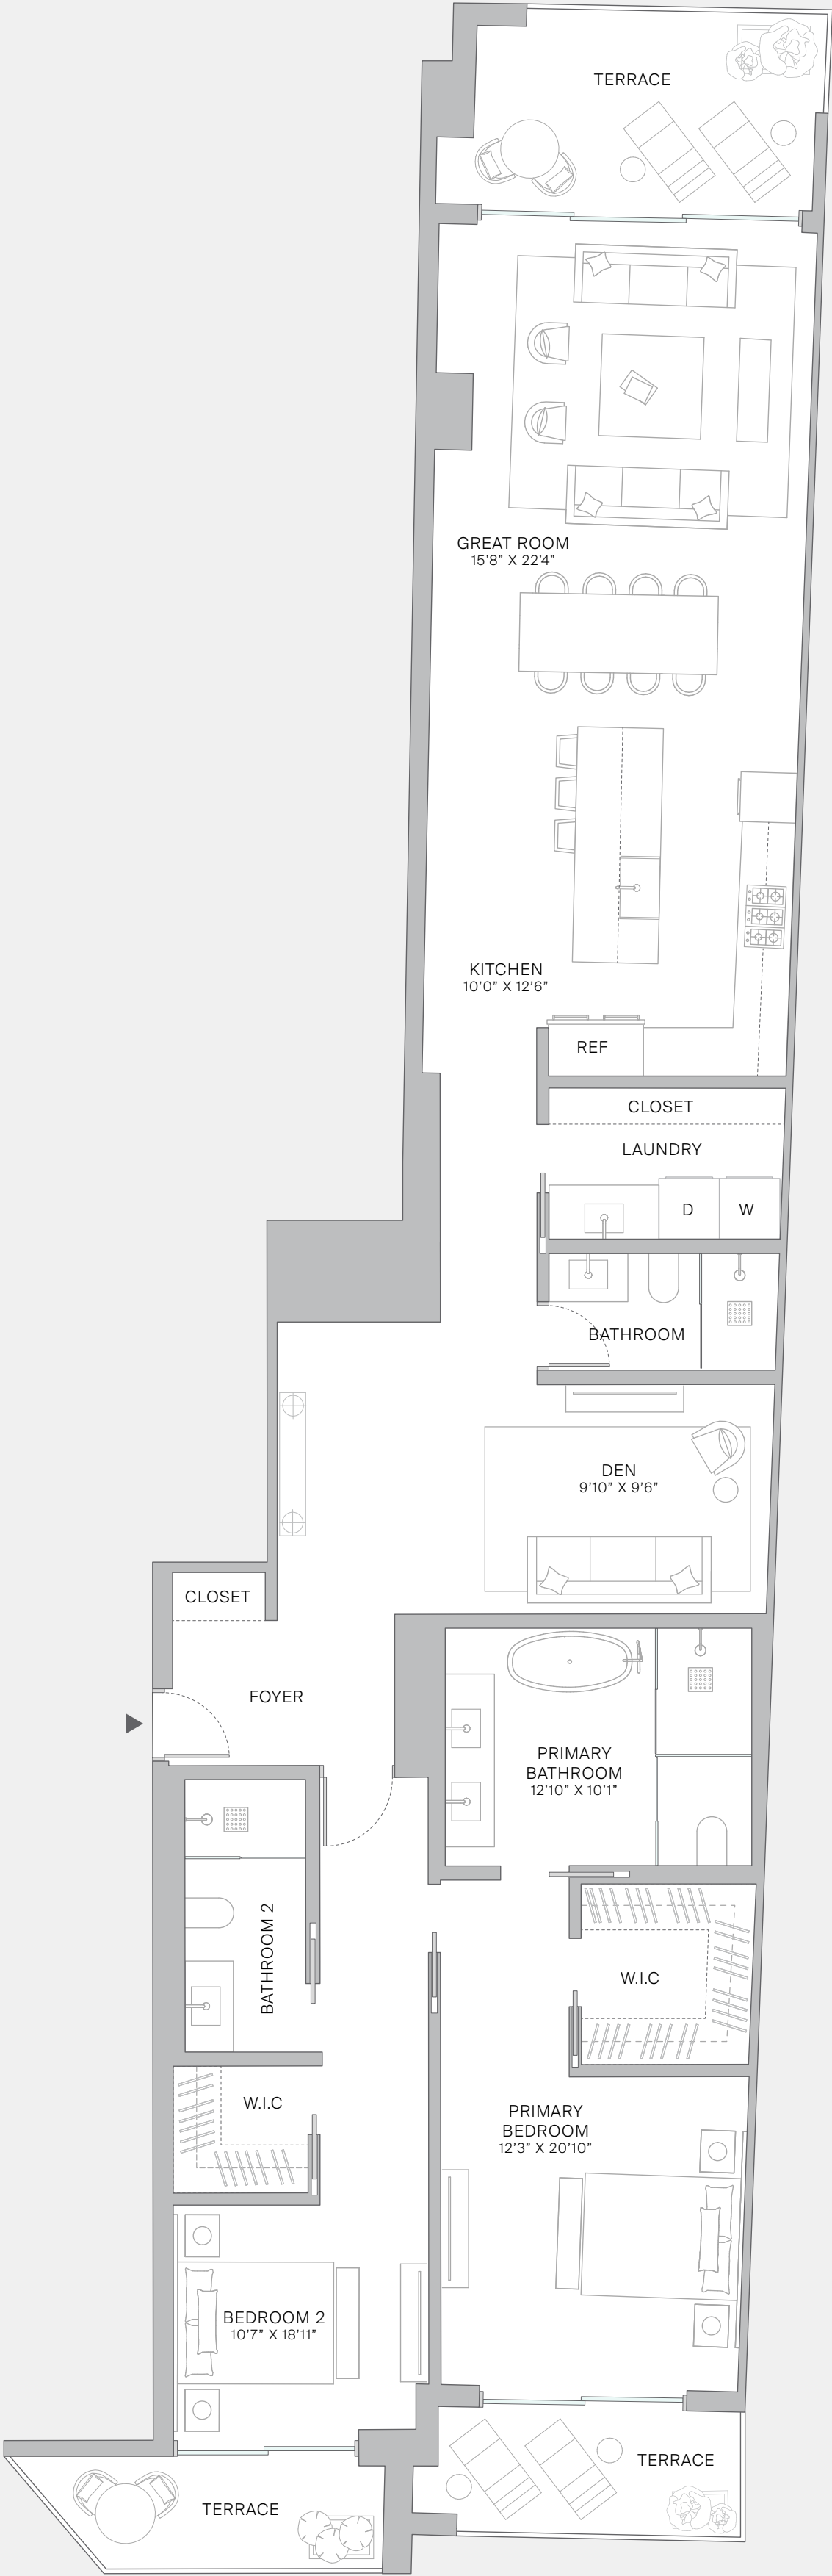 TERRACE
GREAT ROOM
15'8" X 22'4"
KITCHEN
10'0" X 12'6"
REF
CLOSET
LAUNDRY
D
W
BATHROOM
DEN
9'10" X 9'6"
CLOSET
FOYER
PRIMARY
BATHROOM
12'10" X 10'1"
BATHROOM 2
W.I.C
W.I.C
PRIMARY
BEDROOM
12'3" X 20'10"
BEDROOM 2
10'7" X 18'11"
TERRACE
TERRACE